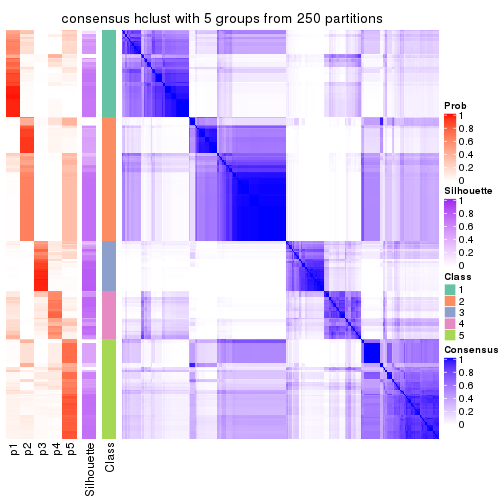 consensus hclust with 5 groups from 250 partitions
Prob
1
0.8
0.6
0.4
0.2
0
Silhouette
1
0.8
0.6
0.4
0.2
0
Class
1
2
3
4
5
Consensus
1
0.8
0.6
0.4
0.2
0
p1
p2
p3
p4
p5
Silhouette
Class